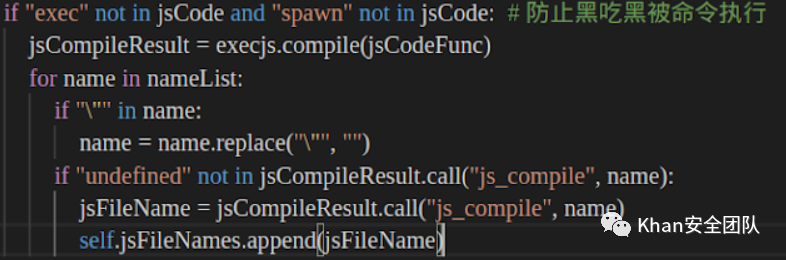 if "exec" not in jsCode and "spawn" not in jsCode: # 防止黑吃黑被命令执行
jsCompileResult = execjs.compile(jsCodeFunc)
for name in nameList:
if "\"" in name:
name = name.replace("\"", "")
if "undefined" not in jsCompileResult.call("js_compile", name):
jsFileName = jsCompileResult.call("js_compile", name)
self.jsFileNames.append(jsFileName)
Khan安全团队